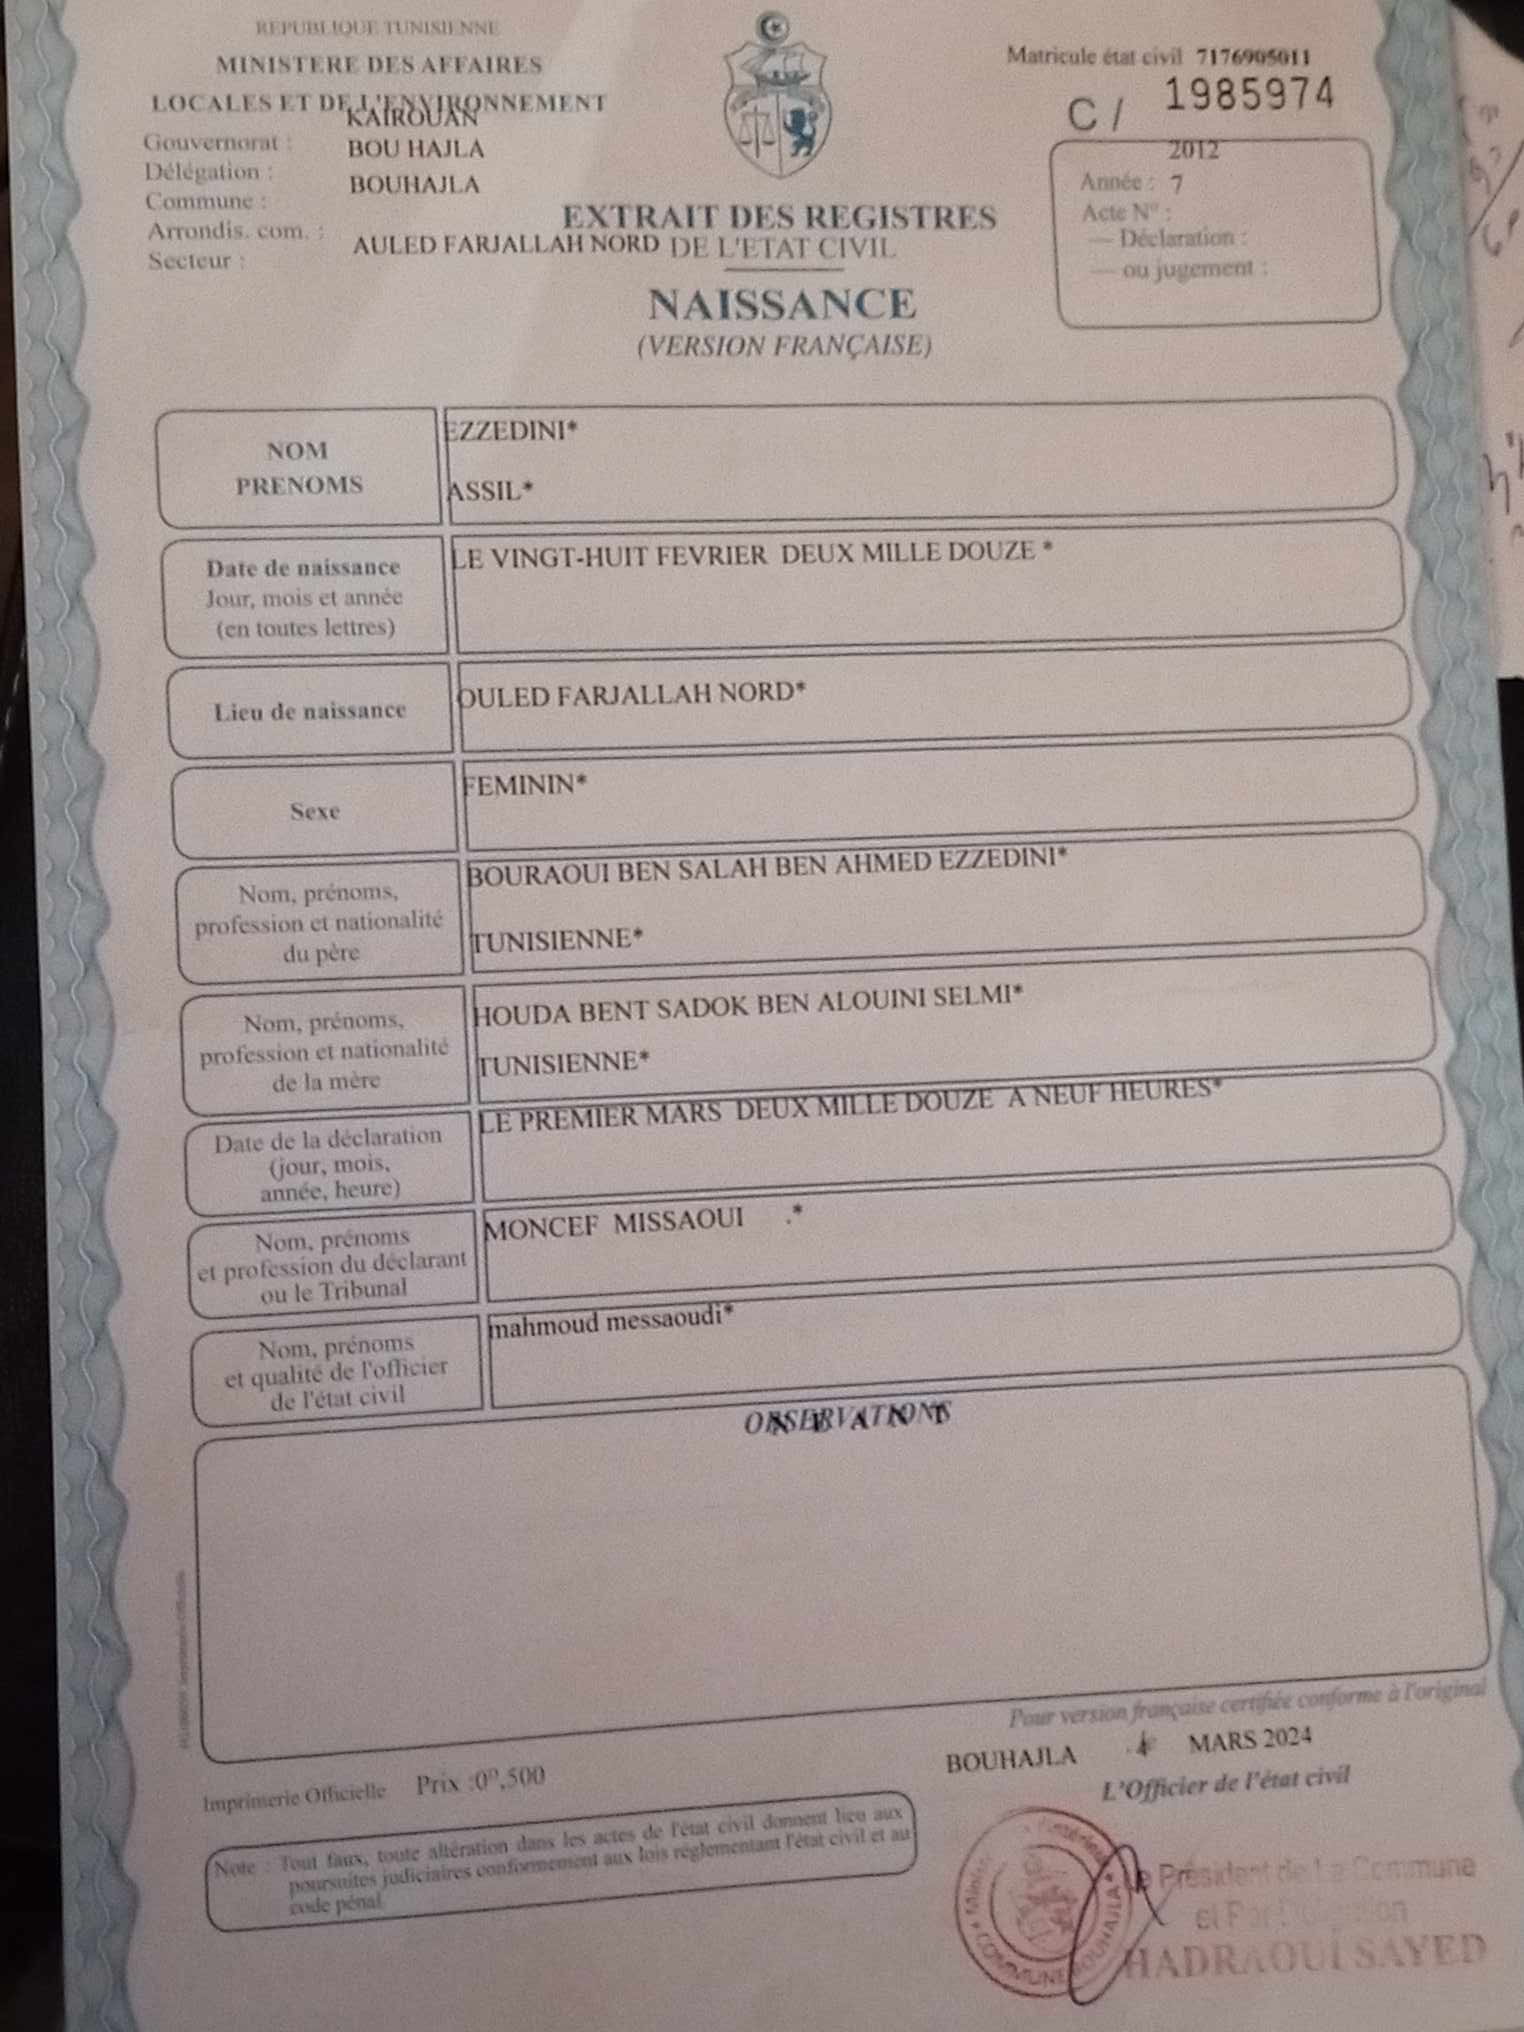 REPUBLIQUE TUNISIENNE
MINISTERE DES AFFAIRES
LOCALES ET DE L'ENVIRONNEMENT
Gouvernorat : KAIROUAN
Délégation : BOU HAJLA
Commune : BOUHAJLA
Arrondis. com. :
Secteur : AULED FARJALLAH NORD
Matricule état civil 7176905011
C / 1985974
2012
Année : 7
Acte N° :
— Déclaration :
— ou jugement :
EXTRAIT DES REGISTRES
DE L'ETAT CIVIL
NAISSANCE
(VERSION FRANÇAISE)
NOM
PRENOMS
EZZEDINI*
ASSIL*
Date de naissance
Jour, mois et année
(en toutes lettres)
LE VINGT-HUIT FEVRIER DEUX MILLE DOUZE *
Lieu de naissance
OULED FARJALLAH NORD*
Sexe
FEMININ*
Nom, prénoms,
profession et nationalité
du père
BOURAOUI BEN SALAH BEN AHMED EZZEDINI*
TUNISIENNE*
Nom, prénoms,
profession et nationalité
de la mère
HOUDA BENT SADOK BEN ALOUINI SELMI*
TUNISIENNE*
Date de la déclaration
(jour, mois,
année, heure)
LE PREMIER MARS DEUX MILLE DOUZE A NEUF HEURES*
Nom, prénoms
et profession du déclarant
ou le Tribunal
MONCEF MISSAOUI .*
Nom, prénoms
et qualité de l'officier
de l'état civil
mahmoud messaoudi*
OBSERVATIONS
Pour version française certifiée conforme à l'original
BOUHAJLA MARS 2024
L'Officier de l'état civil
Imprimerie Officielle Prix :0ᴰ,500
Note : Tout faux, toute altération dans les actes de l'état civil donnent lieu aux
poursuites judiciaires conformement aux lois réglementant l'état civil et au
code pénal.
COMMUNE BOUHAJLA
Le Président de La Commune
et Par Délégation
HADRAOUI SAYED